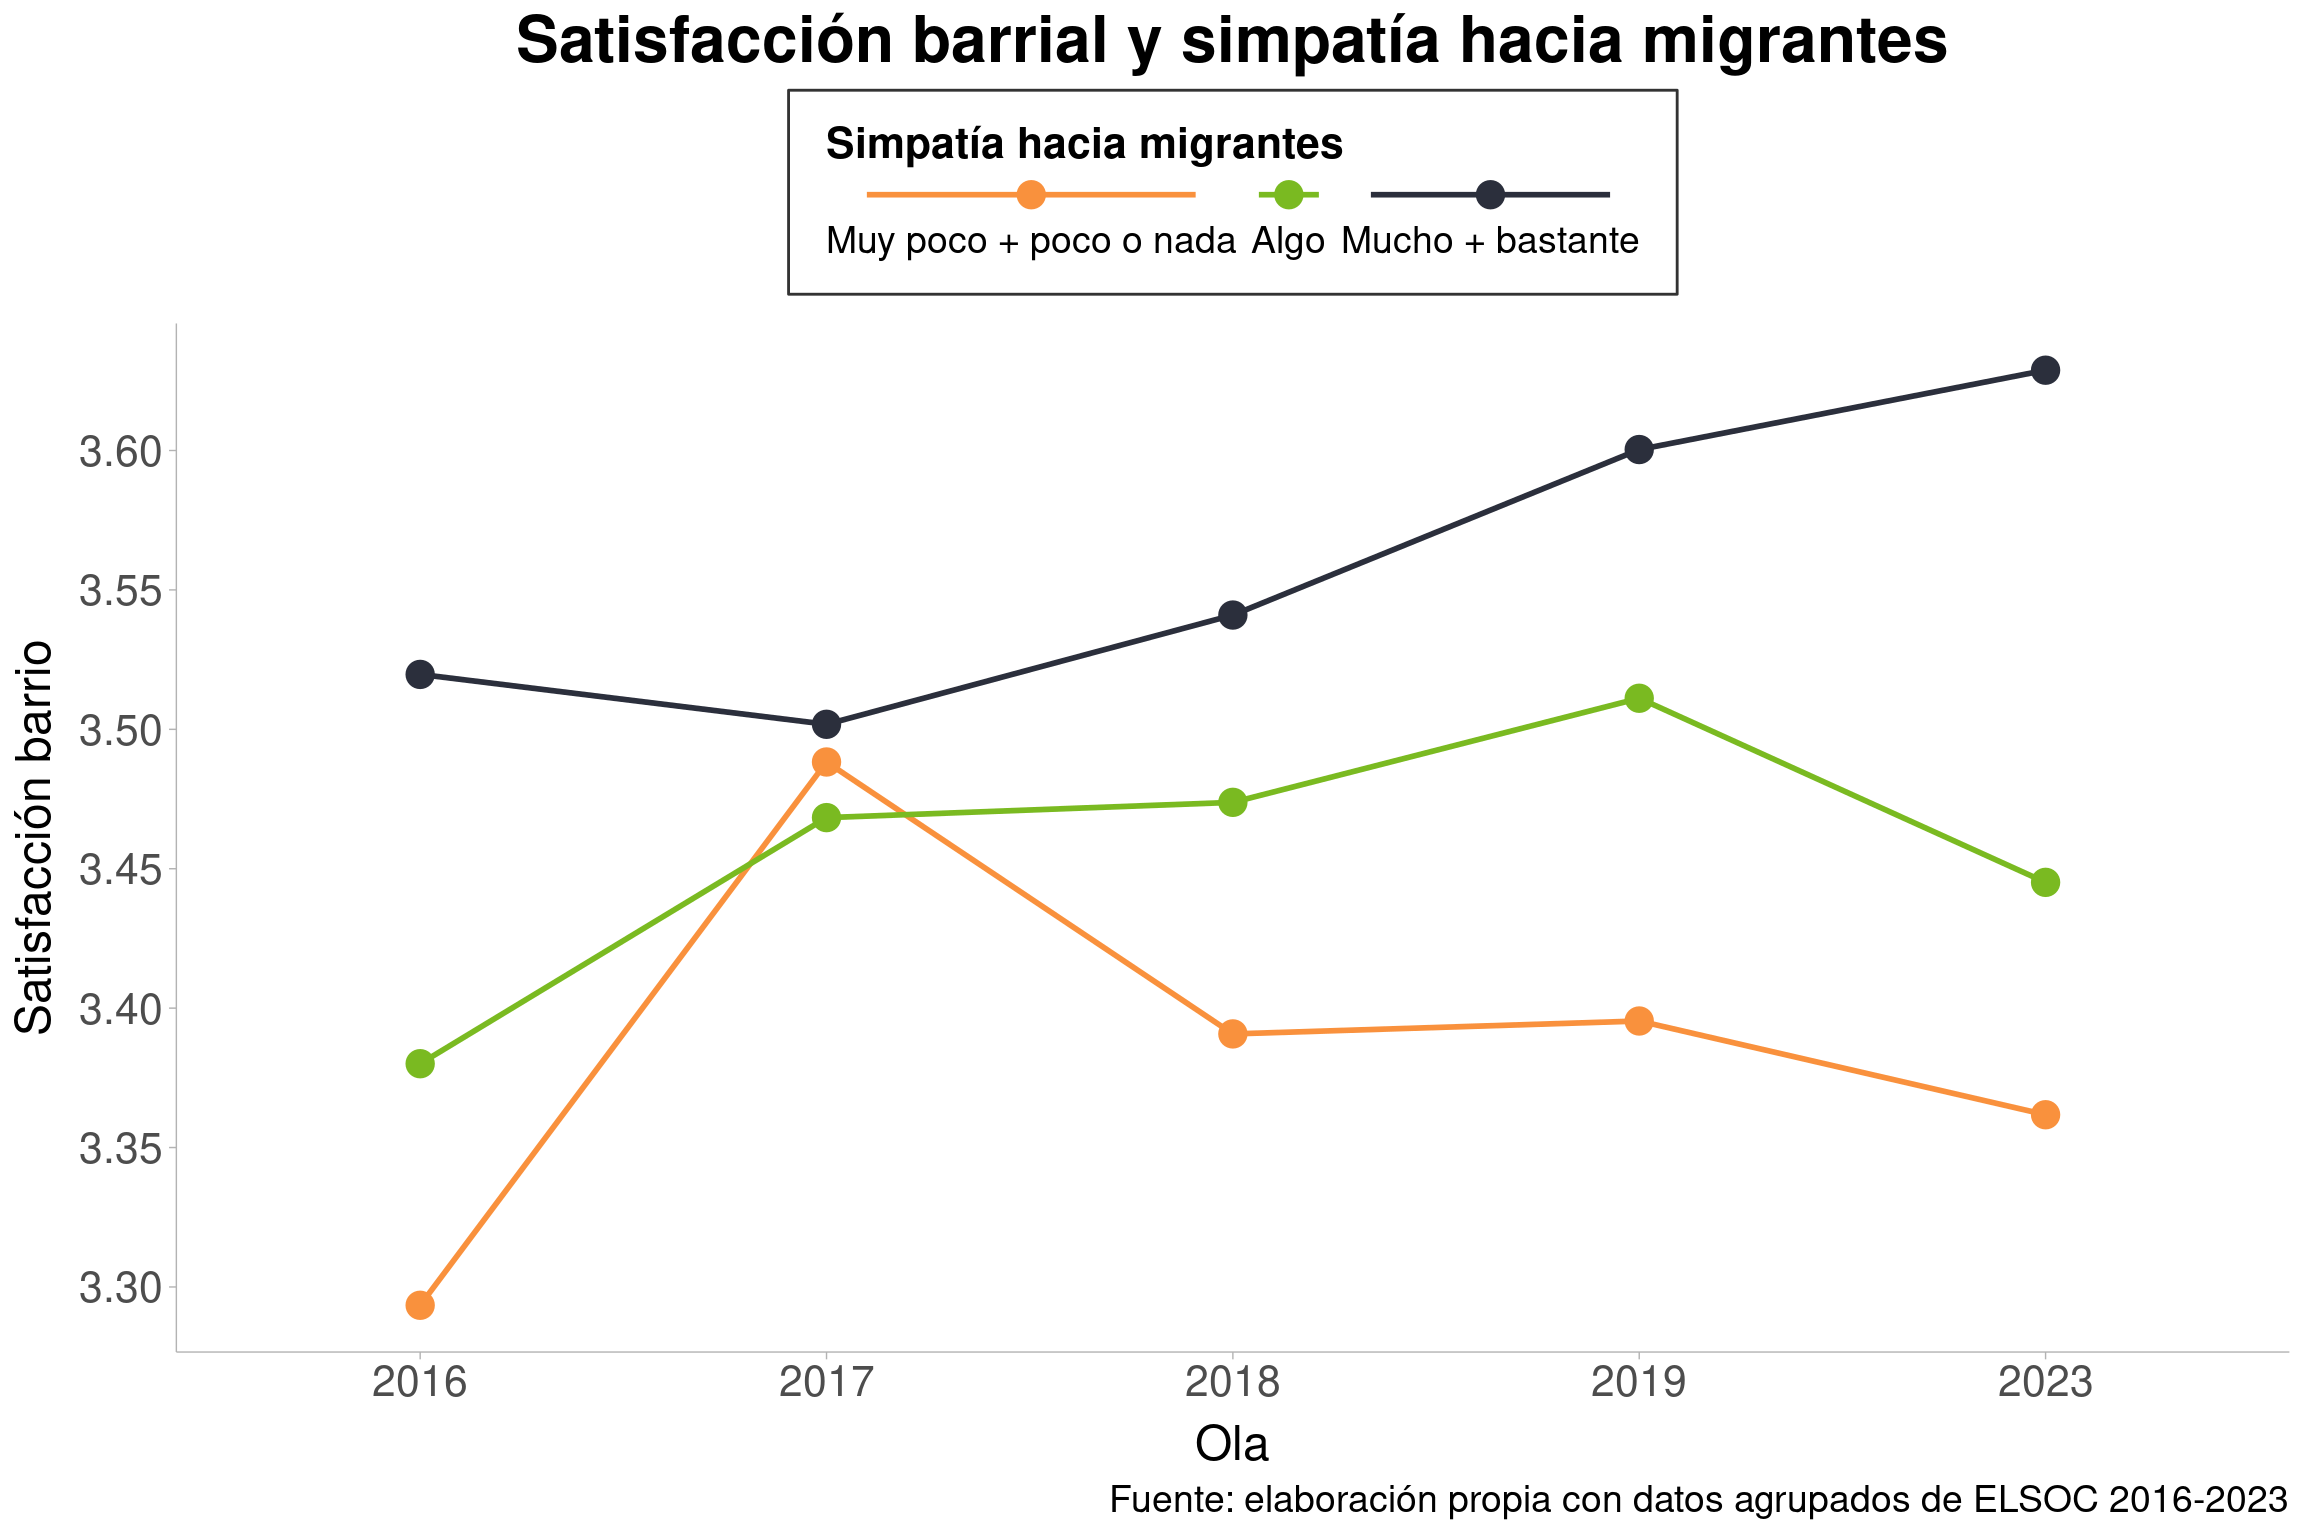 Satisfacción barrial y simpatía hacia migrantes
Simpatía hacia migrantes
Muy poco + poco o nada Algo Mucho + bastante
Satisfacción barrio
3.60
3.55
3.50
3.45
3.40
3.35
3.30
2016 2017 2018 2019 2023
Ola
Fuente: elaboración propia con datos agrupados de ELSOC 2016-2023